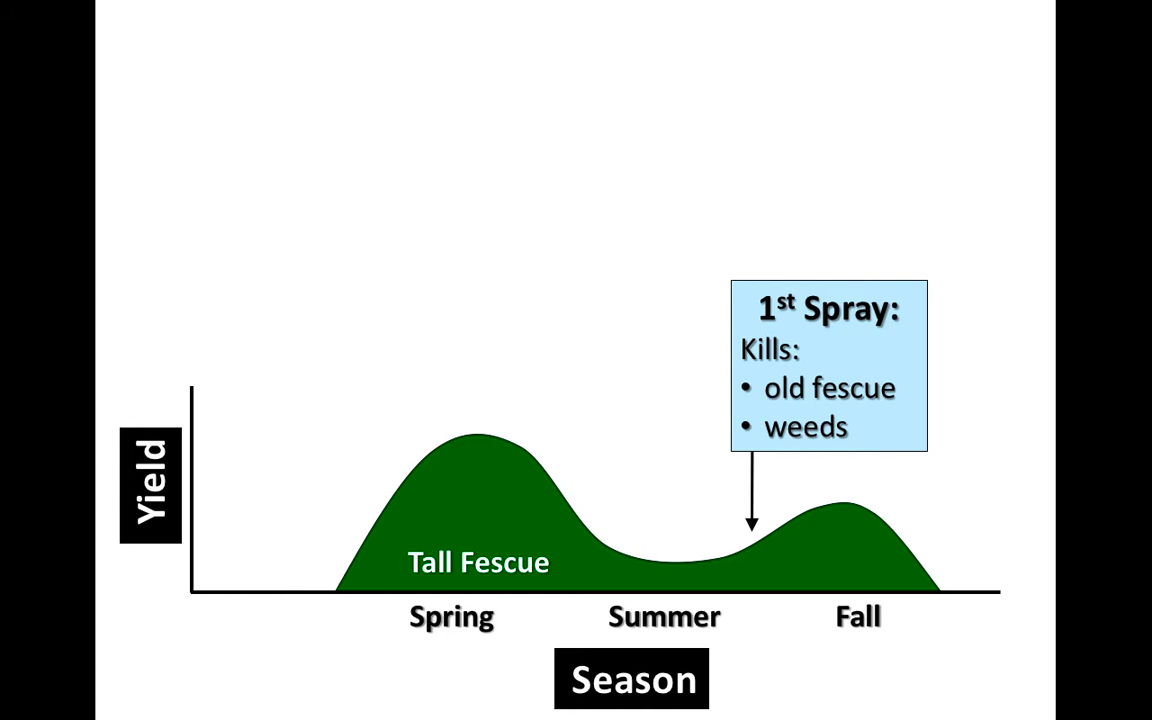 1st Spray:
Kills:
• old fescue
• weeds
Yield
Tall Fescue
Spring Summer Fall
Season